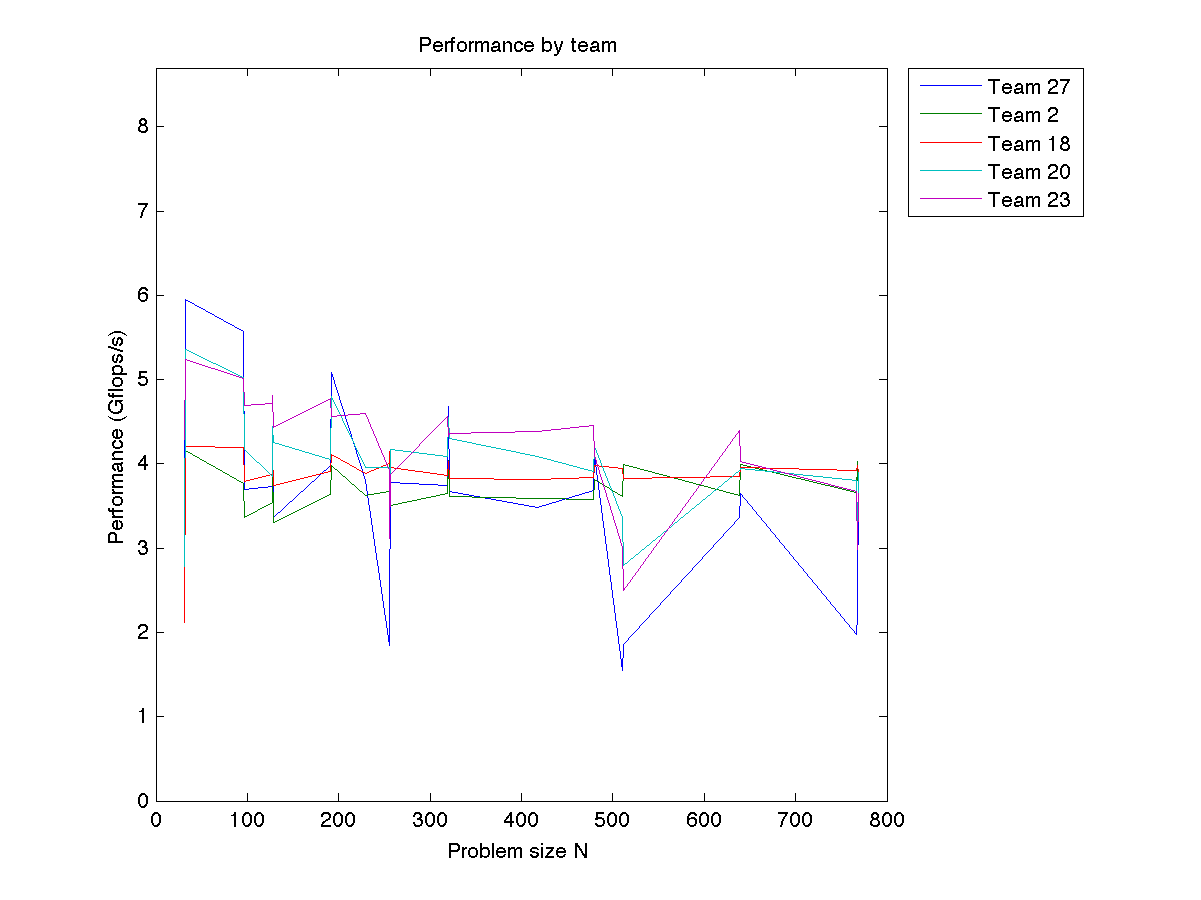 Performance by team
Team 27
Team 2
Team 18
Team 20
Team 23
8
7
6
5
4
3
2
1
0
Performance (Gflops/s)
0 100 200 300 400 500 600 700 800
Problem size N